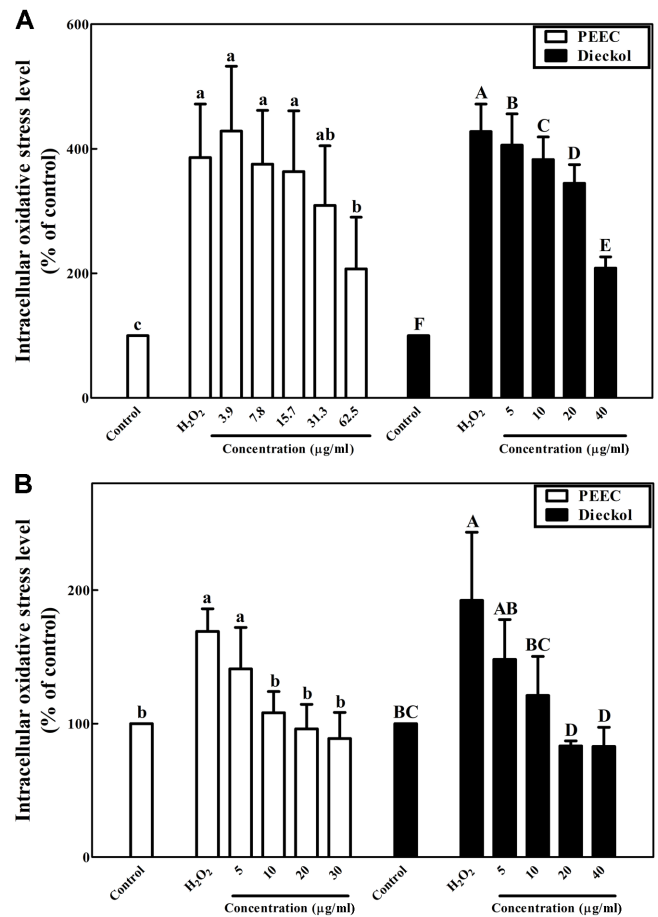 A
600
400
200
0
Intracellular oxidative stress level
(% of control)
PEEC
Dieckol
c
a
a
a
a
ab
b
F
A
B
C
D
E
Control
H₂O₂
3.9
7.8
15.7
31.3
62.5
Control
H₂O₂
5
10
20
40
Concentration (μg/ml)
Concentration (μg/ml)
B
200
100
0
Intracellular oxidative stress level
(% of control)
PEEC
Dieckol
b
a
a
b
b
b
BC
A
AB
BC
D
D
Control
H₂O₂
5
10
20
30
Control
H₂O₂
5
10
20
40
Concentration (μg/ml)
Concentration (μg/ml)